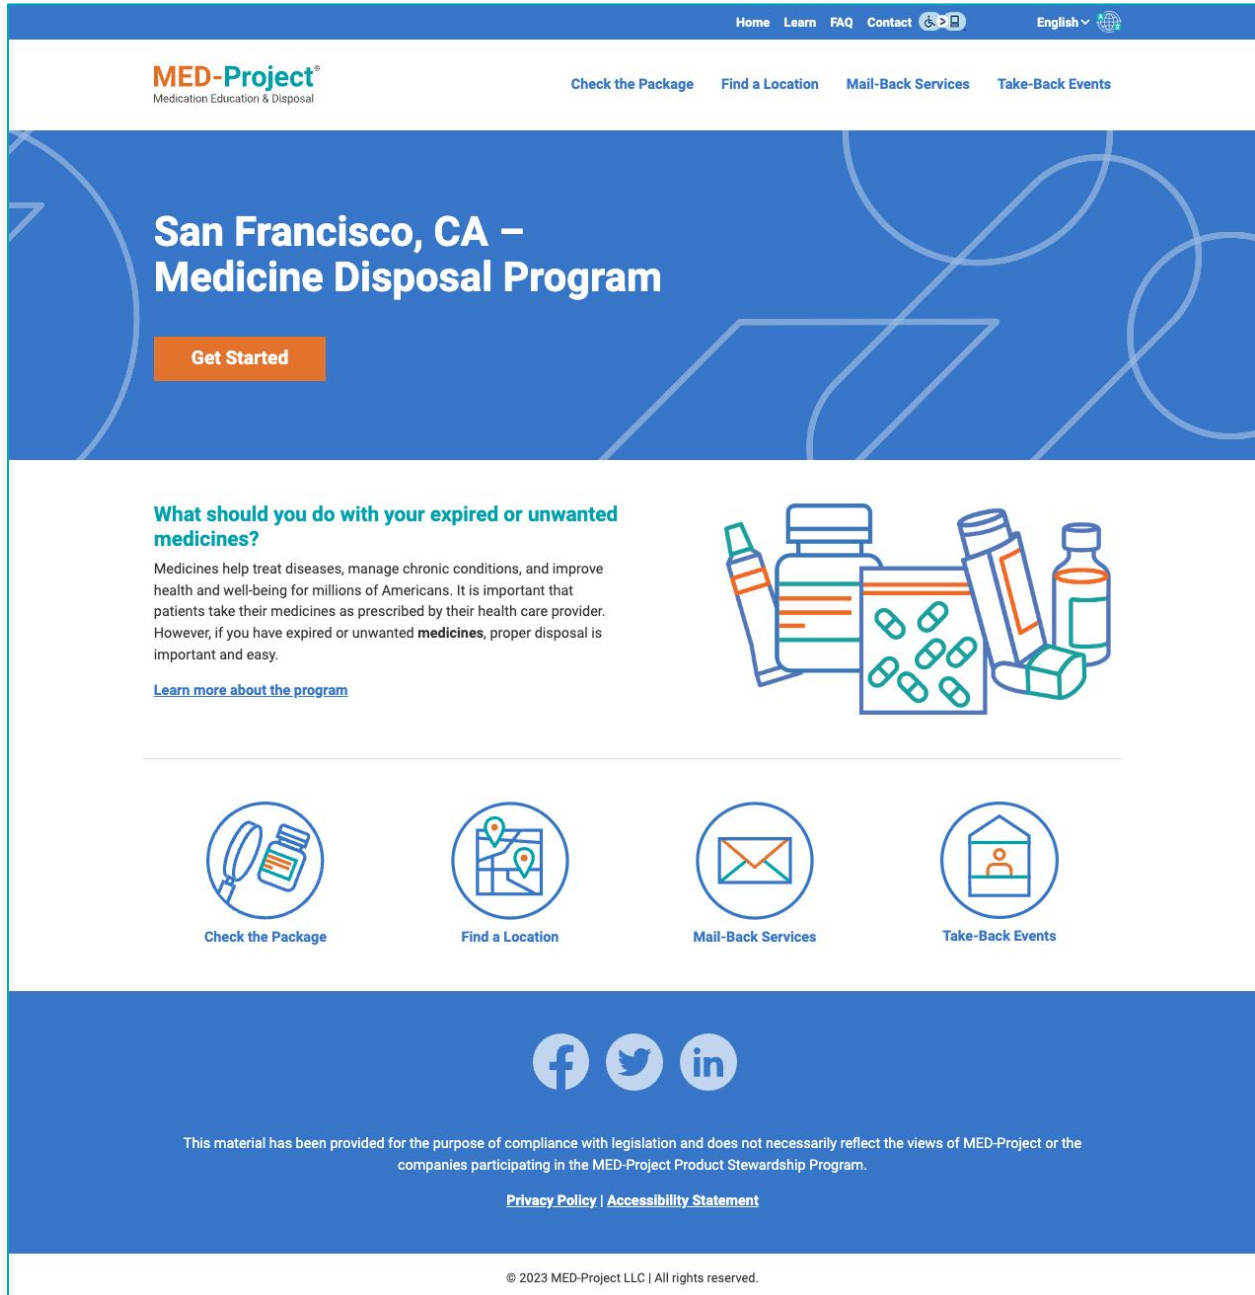 Home Learn FAQ Contact English
MED-Project®
Medication Education & Disposal
Check the Package Find a Location Mail-Back Services Take-Back Events
San Francisco, CA –
Medicine Disposal Program
Get Started
What should you do with your expired or unwanted
medicines?
Medicines help treat diseases, manage chronic conditions, and improve
health and well-being for millions of Americans. It is important that
patients take their medicines as prescribed by their health care provider.
However, if you have expired or unwanted medicines, proper disposal is
important and easy.
Learn more about the program
Check the Package Find a Location Mail-Back Services Take-Back Events
This material has been provided for the purpose of compliance with legislation and does not necessarily reflect the views of MED-Project or the
companies participating in the MED-Project Product Stewardship Program.
Privacy Policy | Accessibility Statement
© 2023 MED-Project LLC | All rights reserved.